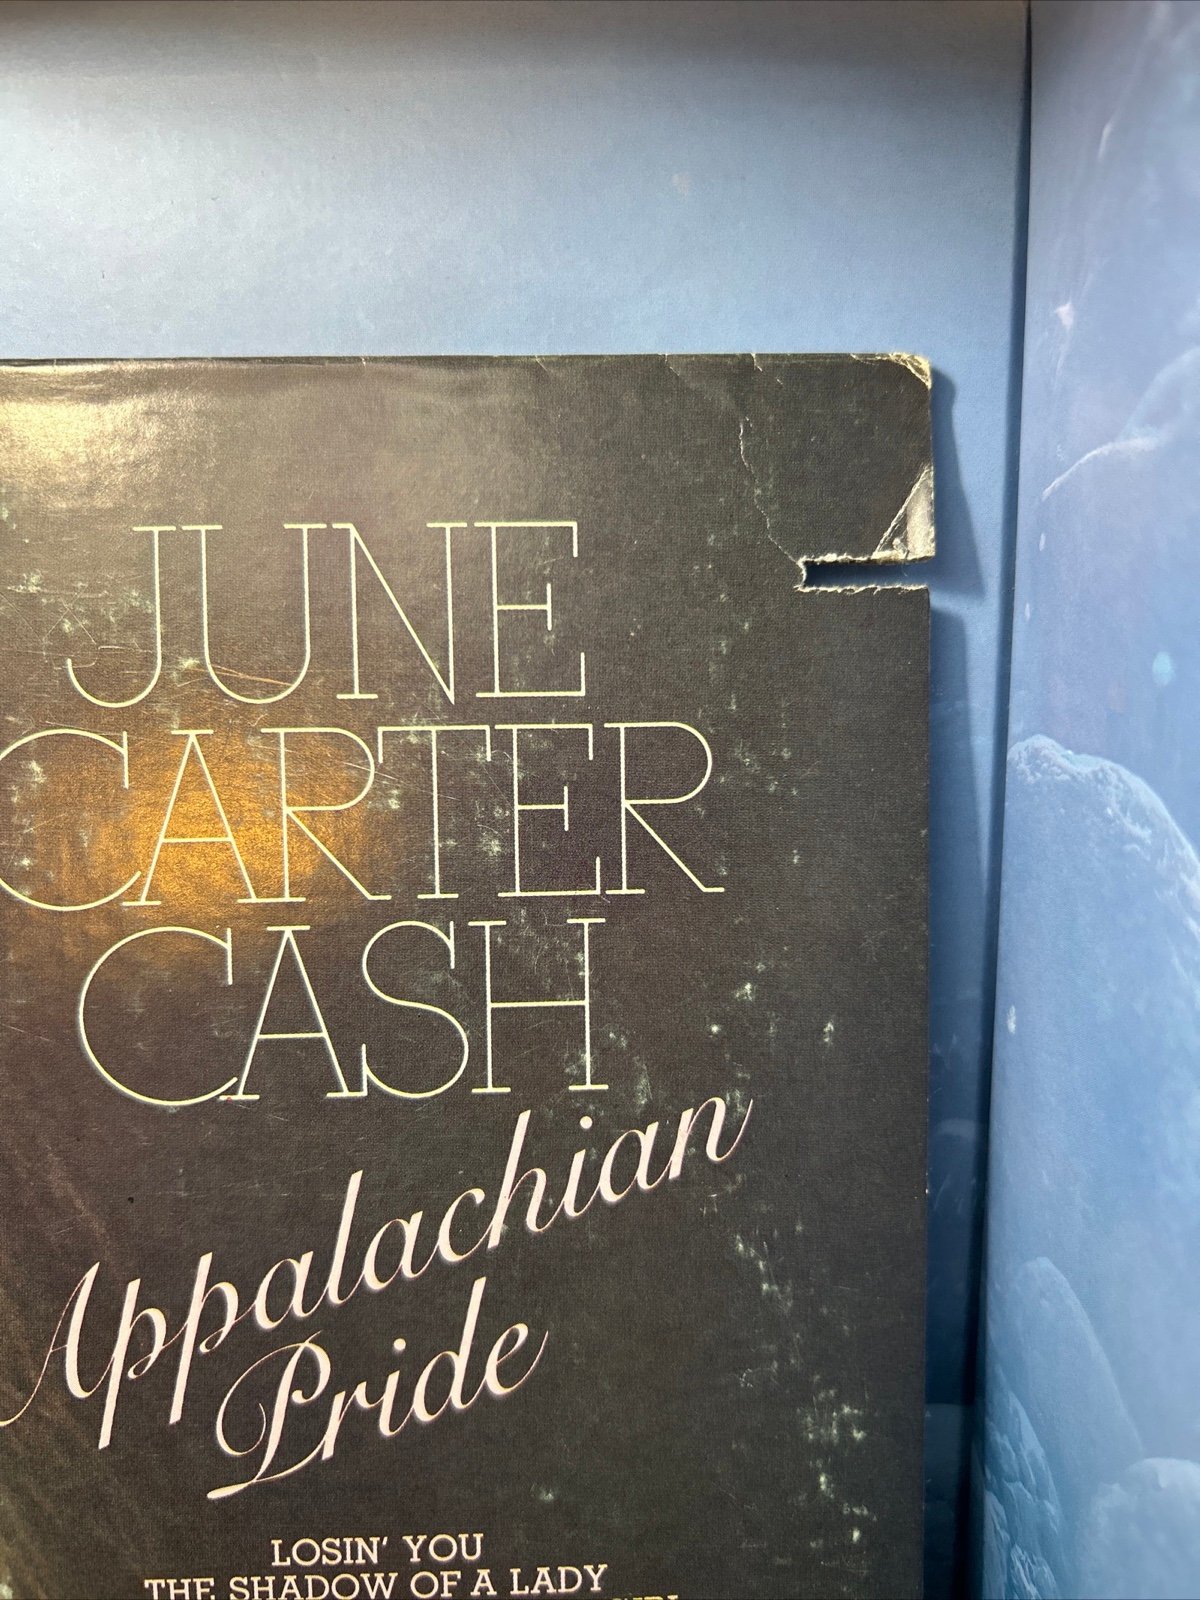 JUNE
CARTER
CASH
Appalachian
Pride
LOSIN' YOU
THE SHADOW OF A LADY